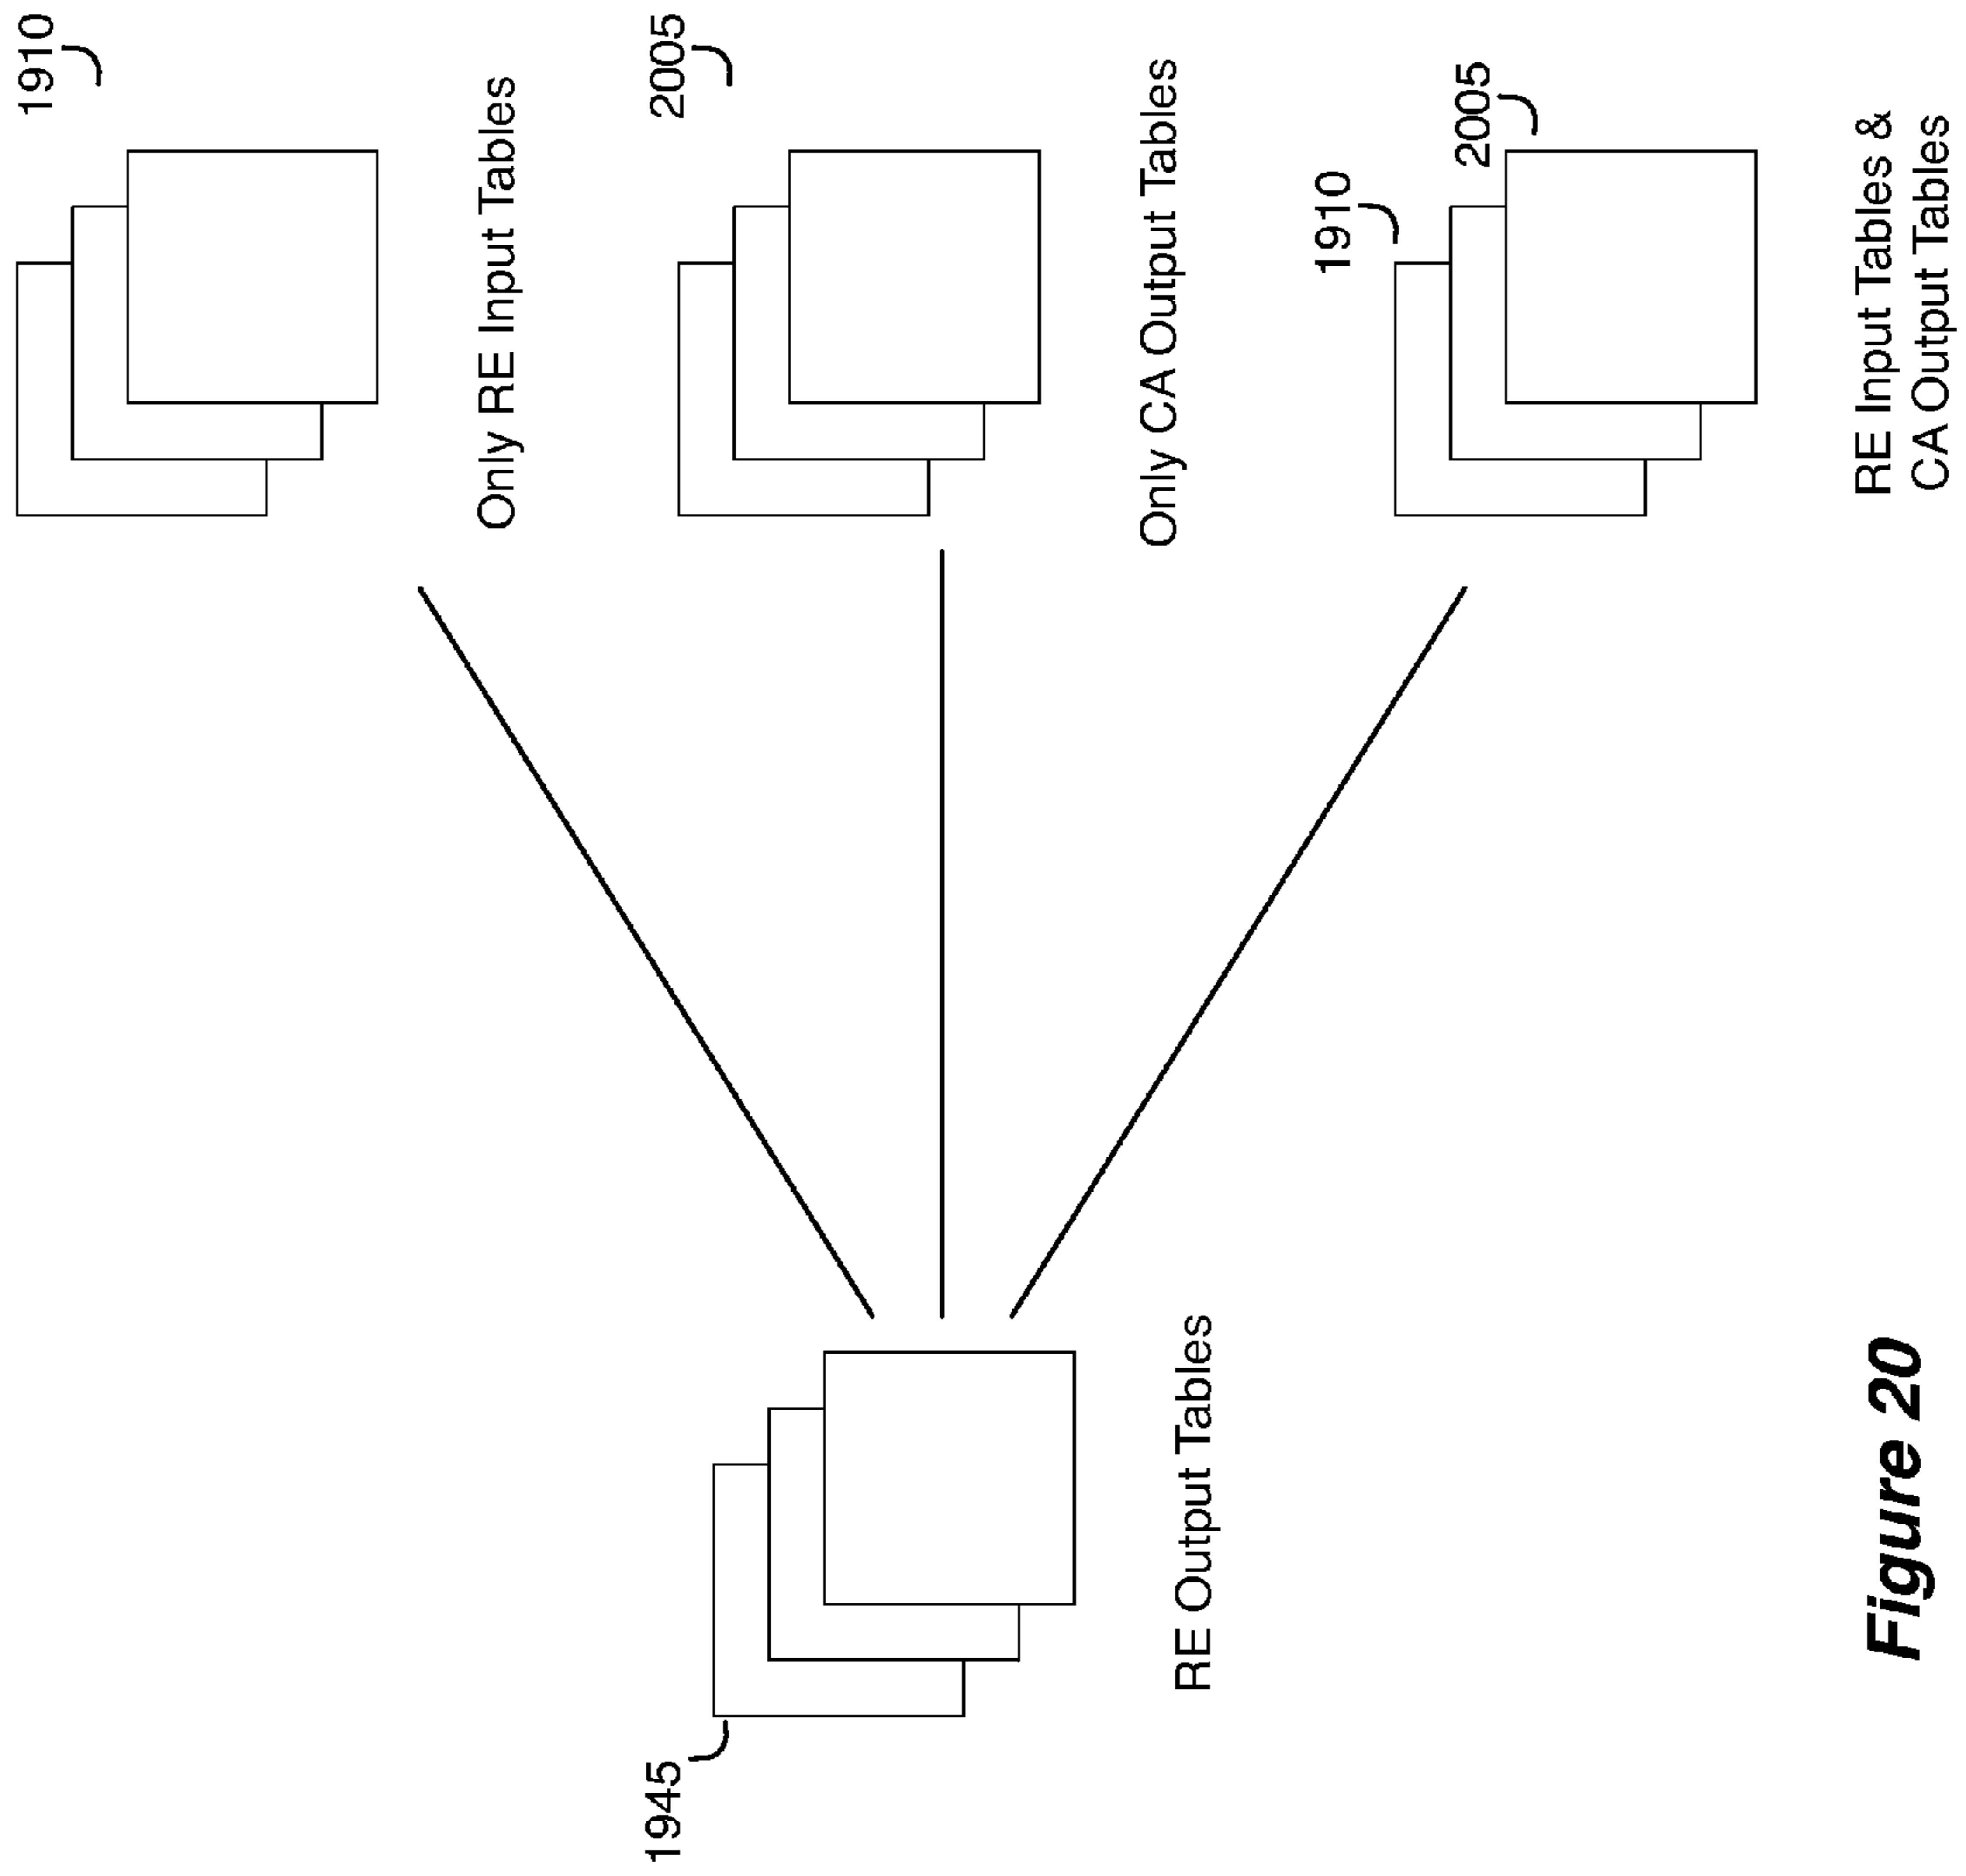 1910
Only RE Input Tables
1945
RE Output Tables
2005
Only CA Output Tables
1910
2005
RE Input Tables &
CA Output Tables
Figure 20